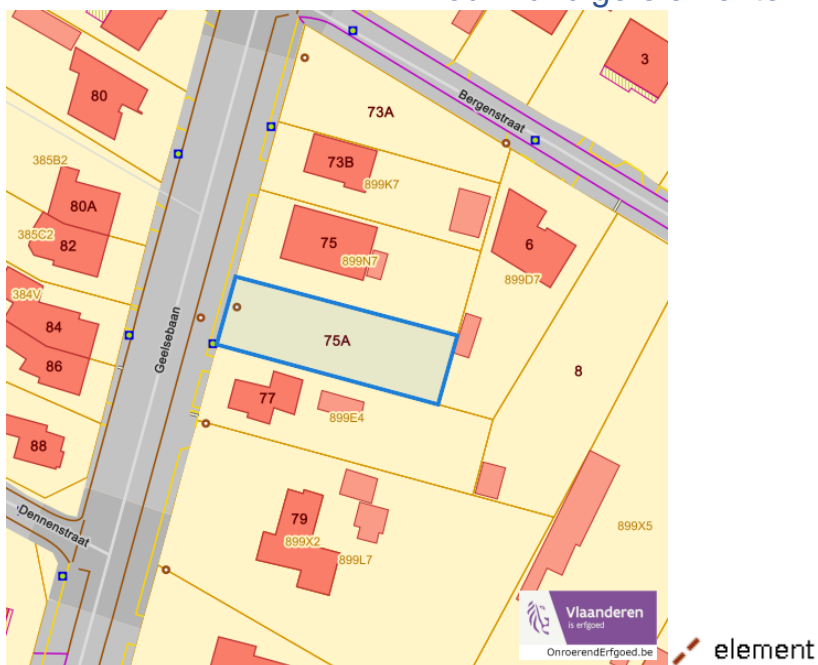 3
80
Bergenstraat
73A
385B2
73B
899K7
80A
385C2
82
75
899N7
6
899D7
384V
84
Geelsebaan
75A
86
8
77
899E4
88
Dennenstraat
79
899X2
899L7
899X5
Vlaanderen
is erfgoed
OnroerendErfgoed.be
element